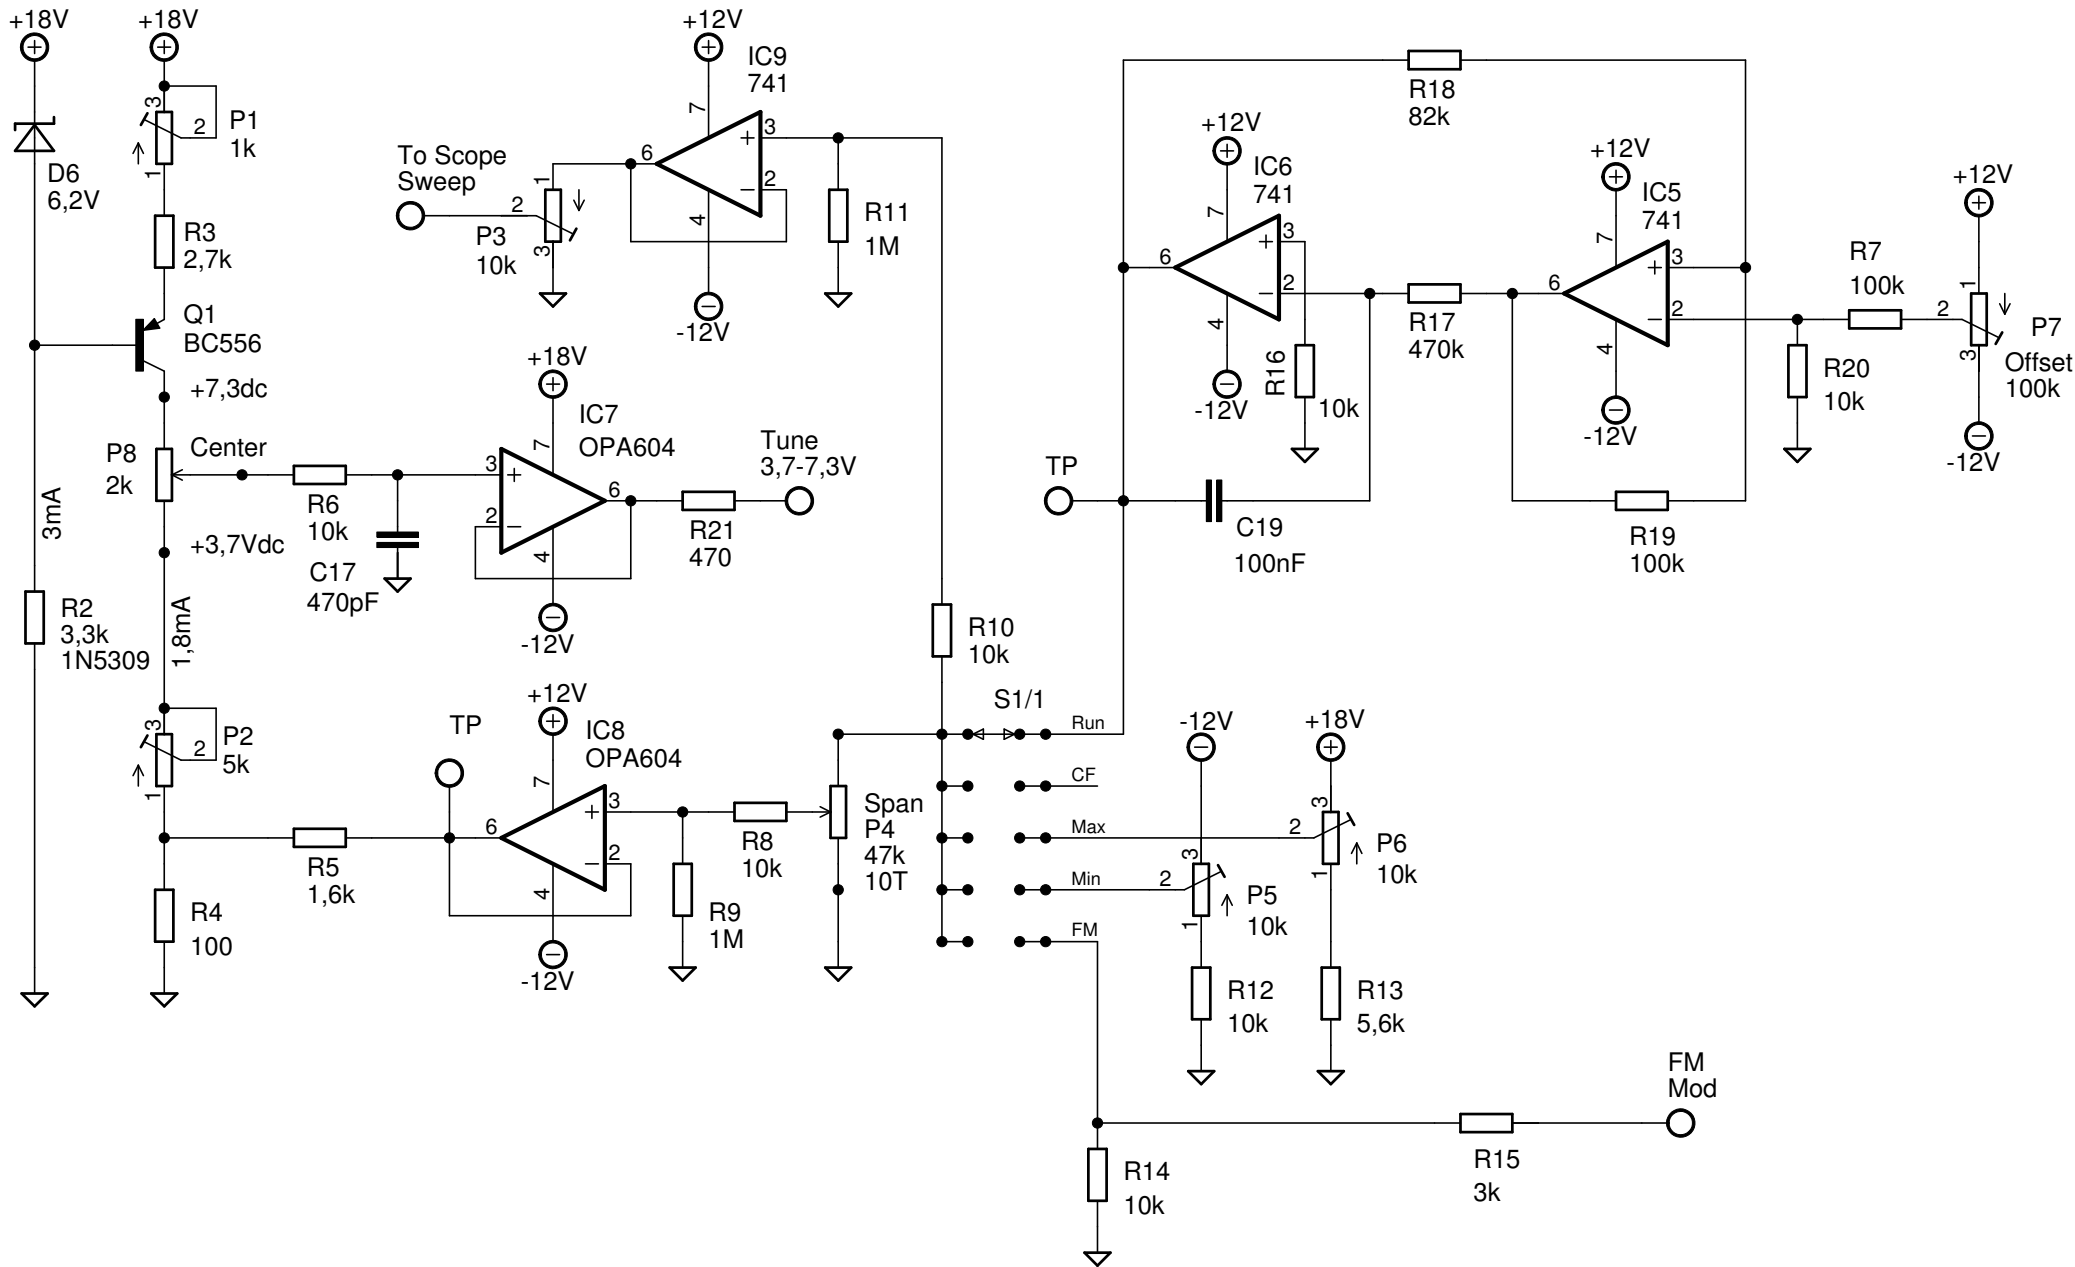 +18V
+18V
3
P1
2
1k
1
D6
6,2V
R3
2,7k
Q1
BC556
+7,3dc
P8
2k
Center
3mA
+3,7Vdc
1,8mA
R2
3,3k
1N5309
3
P2
2
5k
1
R4
100
To Scope
Sweep
2
1
P3
10k
3
+12V
IC9
741
7
3
+
6
2
−
4
-12V
R11
1M
+18V
IC7
OPA604
7
3
+
2
−
6
4
-12V
R6
10k
C17
470pF
R21
470
Tune
3,7-7,3V
TP
+12V
IC8
OPA604
7
3
+
6
2
−
4
-12V
R5
1,6k
R8
10k
R9
1M
Span
P4
47k
10T
R10
10k
S1/1
Run
CF
Max
Min
FM
R18
82k
+12V
IC6
741
7
3
+
6
2
−
4
-12V
R16
10k
R17
470k
+12V
IC5
741
7
3
+
6
2
−
4
-12V
R7
100k
R20
10k
+12V
1
2
P7
Offset
100k
3
-12V
TP
C19
100nF
R19
100k
-12V
3
2
P5
10k
1
R12
10k
+18V
3
2
P6
10k
1
R13
5,6k
FM
Mod
R15
3k
R14
10k